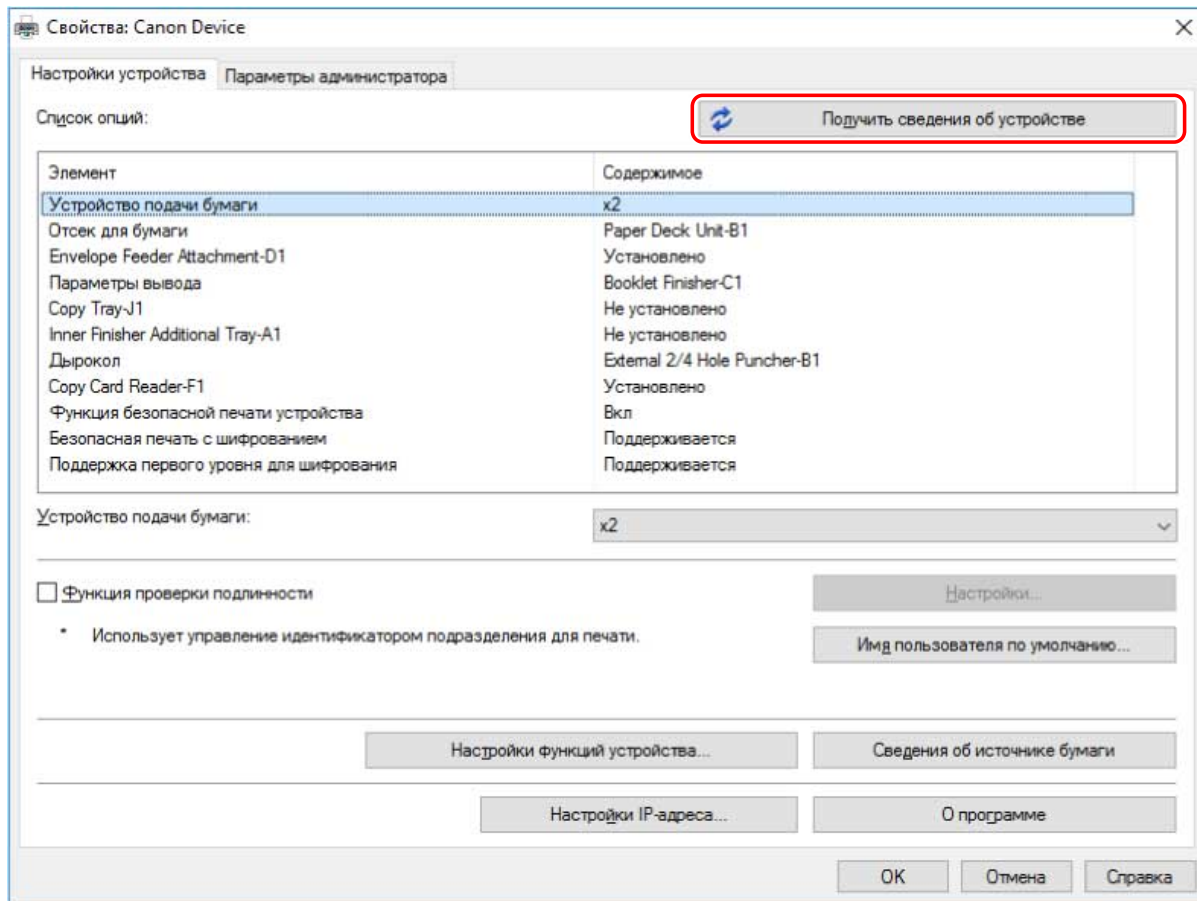 Свойства: Canon Device
Настройки устройства Параметры администратора
Список опций: Получить сведения об устройстве
Элемент Содержимое
Устройство подачи бумаги x2
Отсек для бумаги Paper Deck Unit-B1
Envelope Feeder Attachment-D1 Установлено
Параметры вывода Booklet Finisher-C1
Copy Tray-J1 Не установлено
Inner Finisher Additional Tray-A1 Не установлено
Дырокол External 2/4 Hole Puncher-B1
Copy Card Reader-F1 Установлено
Функция безопасной печати устройства Вкл
Безопасная печать с шифрованием Поддерживается
Поддержка первого уровня для шифрования Поддерживается
Устройство подачи бумаги: x2
Функция проверки подлинности Настройки...
* Использует управление идентификатором подразделения для печати.
Имя пользователя по умолчанию...
Настройки функций устройства... Сведения об источнике бумаги
Настройки IP-адреса... О программе
OK Отмена Справка